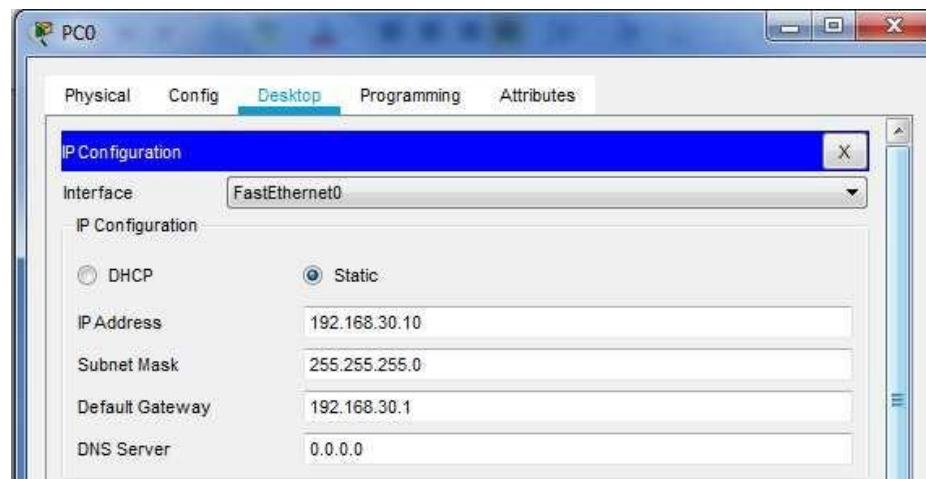 PC0
X
Physical Config Desktop Programming Attributes
IP Configuration X
Interface FastEthernet0
IP Configuration
DHCP Static
IP Address 192.168.30.10
Subnet Mask 255.255.255.0
Default Gateway 192.168.30.1
DNS Server 0.0.0.0